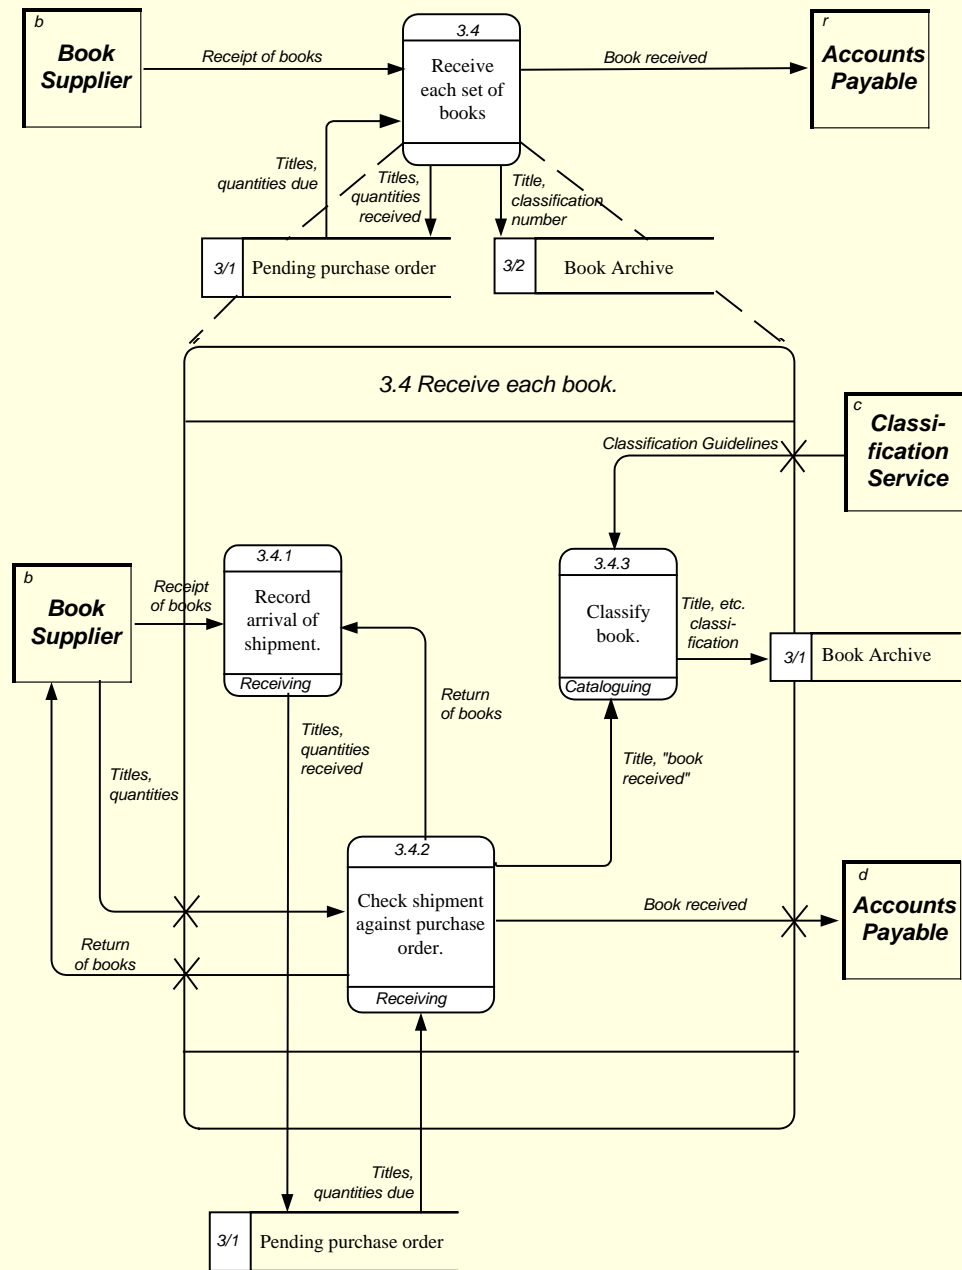 b
Book
Supplier
Receipt of books
3.4
Receive
each set of
books
Book received
r
Accounts
Payable
Titles,
quantities due
Titles,
quantities
received
Title,
classification
number
3/1
Pending purchase order
3/2
Book Archive
3.4 Receive each book.
Classification Guidelines
c
Classi-
fication
Service
b
Book
Supplier
Receipt
of books
3.4.1
Record
arrival of
shipment.
Receiving
3.4.3
Classify
book.
Cataloguing
Title, etc.
classi-
fication
3/1
Book Archive
Return
of books
Titles,
quantities
received
Title, "book
received"
Titles,
quantities
3.4.2
Check shipment
against purchase
order.
Receiving
Book received
d
Accounts
Payable
Return
of books
Titles,
quantities due
3/1
Pending purchase order